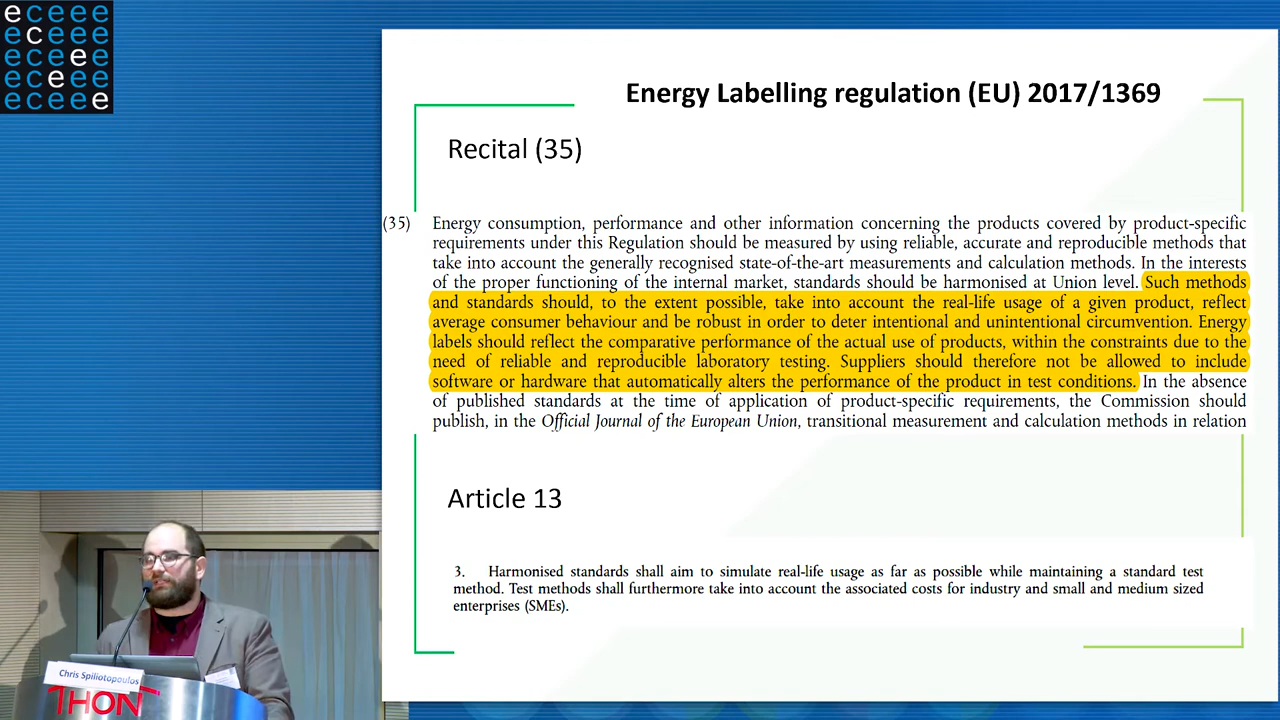 eceee
eceee
eceee
eceee
eceee
Energy Labelling regulation (EU) 2017/1369
Recital (35)
(35) Energy consumption, performance and other information concerning the products covered by product-specific
requirements under this Regulation should be measured by using reliable, accurate and reproducible methods that
take into account the generally recognised state-of-the-art measurements and calculation methods. In the interests
of the proper functioning of the internal market, standards should be harmonised at Union level. Such methods
and standards should, to the extent possible, take into account the real-life usage of a given product, reflect
average consumer behaviour and be robust in order to deter intentional and unintentional circumvention. Energy
labels should reflect the comparative performance of the actual use of products, within the constraints due to the
need of reliable and reproducible laboratory testing. Suppliers should therefore not be allowed to include
software or hardware that automatically alters the performance of the product in test conditions. In the absence
of published standards at the time of application of product-specific requirements, the Commission should
publish, in the Official Journal of the European Union, transitional measurement and calculation methods in relation
Article 13
3. Harmonised standards shall aim to simulate real-life usage as far as possible while maintaining a standard test
method. Test methods shall furthermore take into account the associated costs for industry and small and medium sized
enterprises (SMEs).
Chris Spiliotopoulos
THON